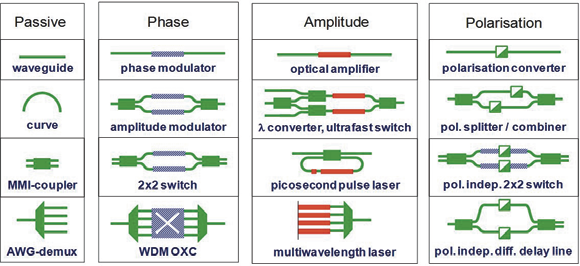 Passive
Phase
Amplitude
Polarisation
waveguide
phase modulator
optical amplifier
polarisation converter
curve
amplitude modulator
λ converter, ultrafast switch
pol. splitter / combiner
MMI-coupler
2x2 switch
picosecond pulse laser
pol. indep. 2x2 switch
AWG-demux
WDM OXC
multiwavelength laser
pol. indep. diff. delay line